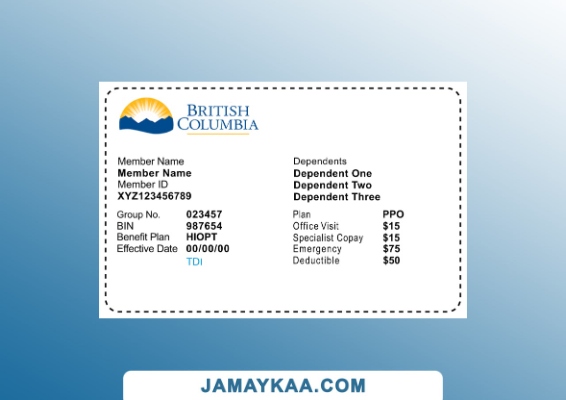 BRITISH
COLUMBIA
Member Name
Member Name
Member ID
XYZ123456789
Group No. 023457
BIN 987654
Benefit Plan HIOPT
Effective Date 00/00/00
TDI
Dependents
Dependent One
Dependent Two
Dependent Three
Plan PPO
Office Visit $15
Specialist Copay $15
Emergency $75
Deductible $50
JAMAYKAA.COM